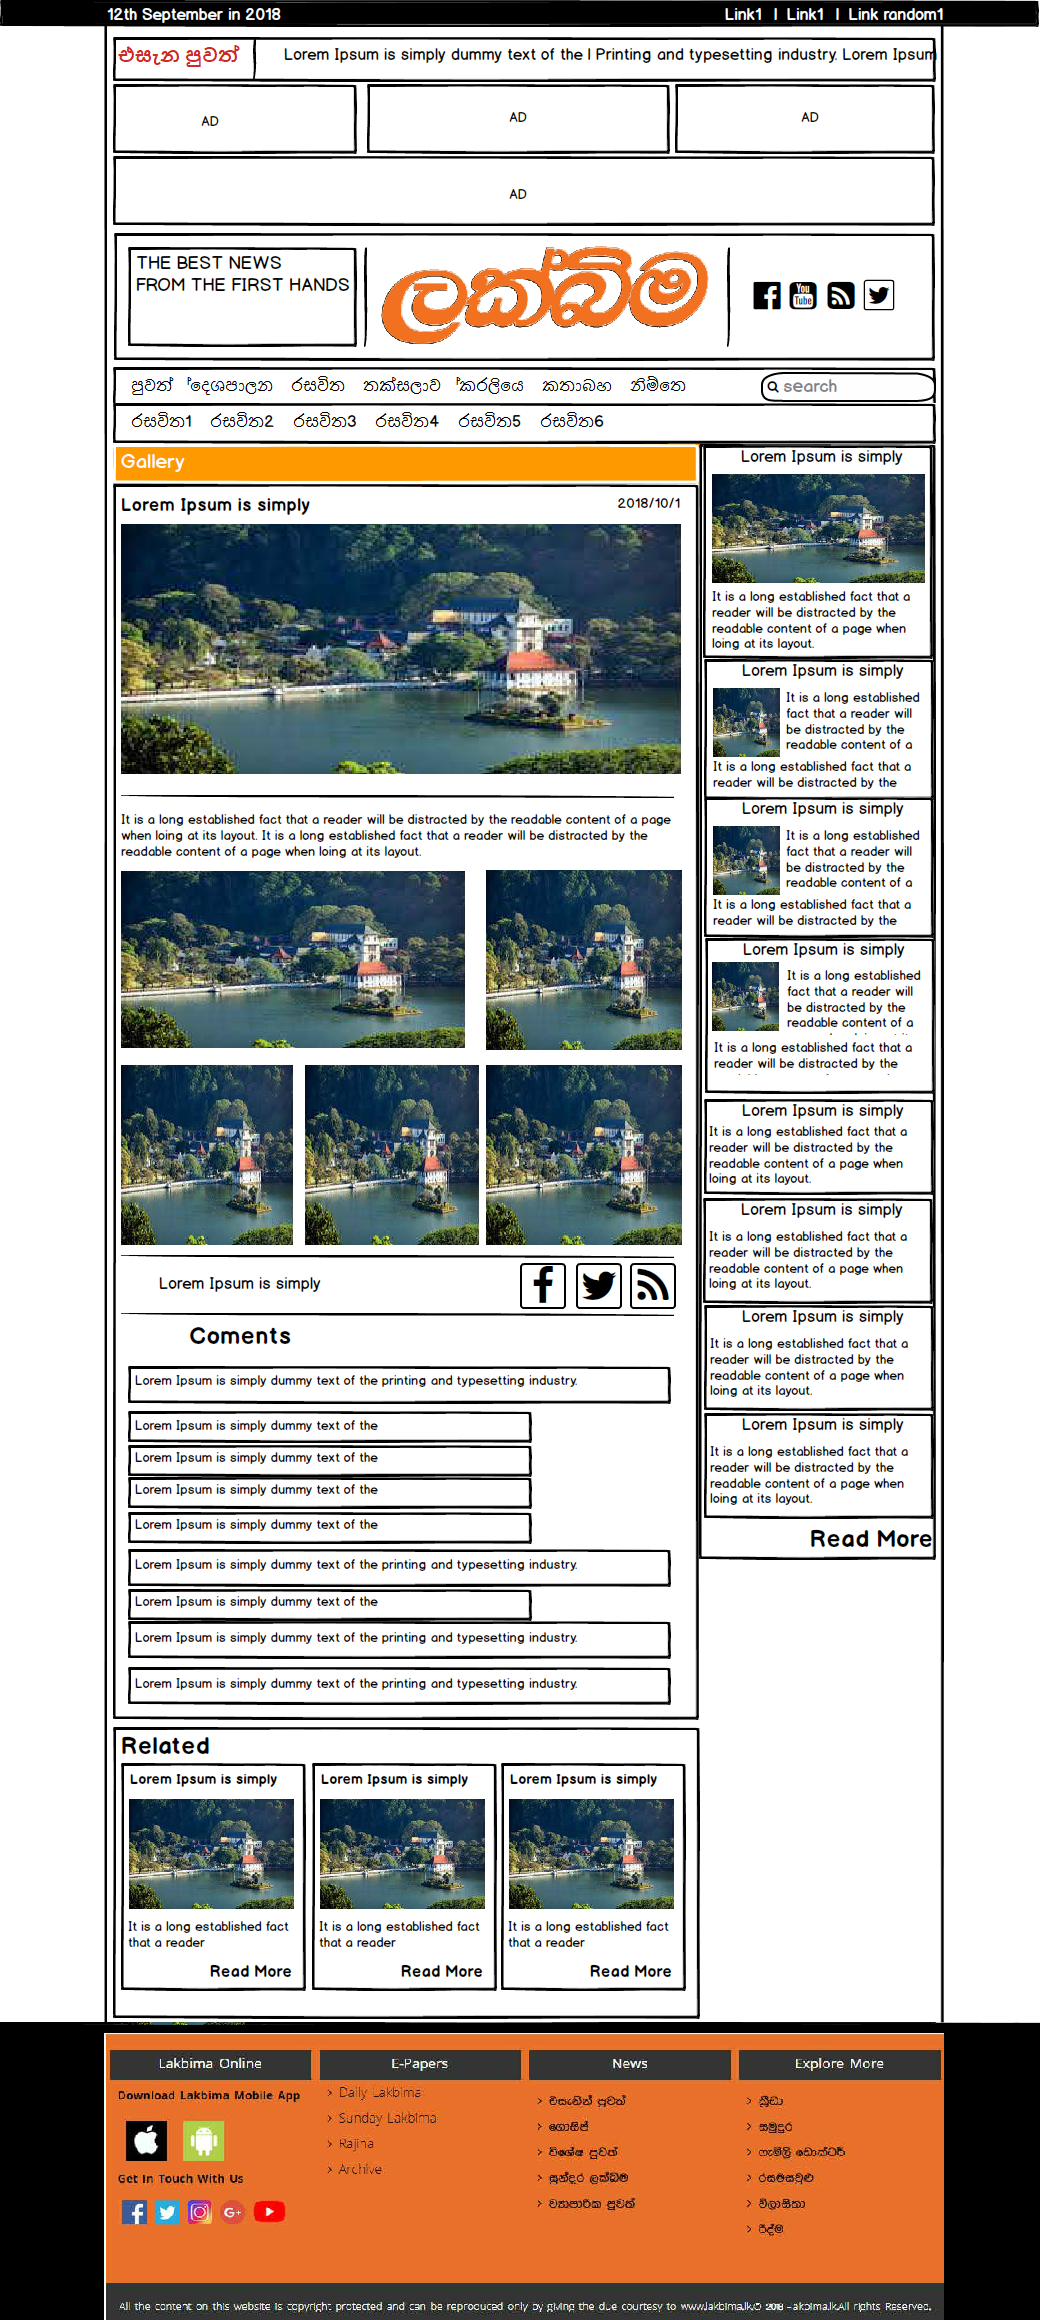 12th September in 2018
Link1 | Link1 | Link random1
එසැන පුවත්
Lorem Ipsum is simply dummy text of the | Printing and typesetting industry. Lorem Ipsum
AD
AD
AD
AD
THE BEST NEWS
FROM THE FIRST HANDS
ලක්බිම
පුවත් දේශපාලන රසවිත තක්සලාව කරලියෙ කතාබහ නිම්තෙ
search
රසවිත1 රසවිත2 රසවිත3 රසවිත4 රසවිත5 රසවිත6
Gallery
Lorem Ipsum is simply
2018/10/1
It is a long established fact that a reader will be distracted by the readable content of a page
when loing at its layout. It is a long established fact that a reader will be distracted by the
readable content of a page when loing at its layout.
Lorem Ipsum is simply
Coments
Lorem Ipsum is simply dummy text of the printing and typesetting industry.
Lorem Ipsum is simply dummy text of the
Lorem Ipsum is simply dummy text of the
Lorem Ipsum is simply dummy text of the
Lorem Ipsum is simply dummy text of the
Lorem Ipsum is simply dummy text of the printing and typesetting industry.
Lorem Ipsum is simply dummy text of the
Lorem Ipsum is simply dummy text of the printing and typesetting industry.
Lorem Ipsum is simply dummy text of the printing and typesetting industry.
Related
Lorem Ipsum is simply
It is a long established fact
that a reader
Read More
Lorem Ipsum is simply
It is a long established fact
that a reader
Read More
Lorem Ipsum is simply
It is a long established fact
that a reader
Read More
Lorem Ipsum is simply
It is a long established fact that a
reader will be distracted by the
readable content of a page when
loing at its layout.
Lorem Ipsum is simply
It is a long established
fact that a reader will
be distracted by the
readable content of a
It is a long established fact that a
reader will be distracted by the
Lorem Ipsum is simply
It is a long established
fact that a reader will
be distracted by the
readable content of a
It is a long established fact that a
reader will be distracted by the
Lorem Ipsum is simply
It is a long established
fact that a reader will
be distracted by the
readable content of a
It is a long established fact that a
reader will be distracted by the
Lorem Ipsum is simply
It is a long established fact that a
reader will be distracted by the
readable content of a page when
loing at its layout.
Lorem Ipsum is simply
It is a long established fact that a
reader will be distracted by the
readable content of a page when
loing at its layout.
Lorem Ipsum is simply
It is a long established fact that a
reader will be distracted by the
readable content of a page when
loing at its layout.
Lorem Ipsum is simply
It is a long established fact that a
reader will be distracted by the
readable content of a page when
loing at its layout.
Read More
Lakbima Online
Download Lakbima Mobile App
Get In Touch With Us
E-Papers
> Daily Lakbima
> Sunday Lakbima
> Rajina
> Archive
News
> එසැනින් පුවත්
> ගොසිප්
> විශේෂ පුවත්
> සුන්දර ලක්බිම
> ව්‍යාපාරික පුවත්
Explore More
> ක්‍රීඩා
> සමුදුර
> ගැමිලි ඩොක්ටර්
> රසමසවුළු
> විලාසිතා
> රිද්ම
All the content on this website is copyright protected and can be reproduced only by giving the due courtesy to www.lakbima.lk.© 2018 - All rights Reserved.